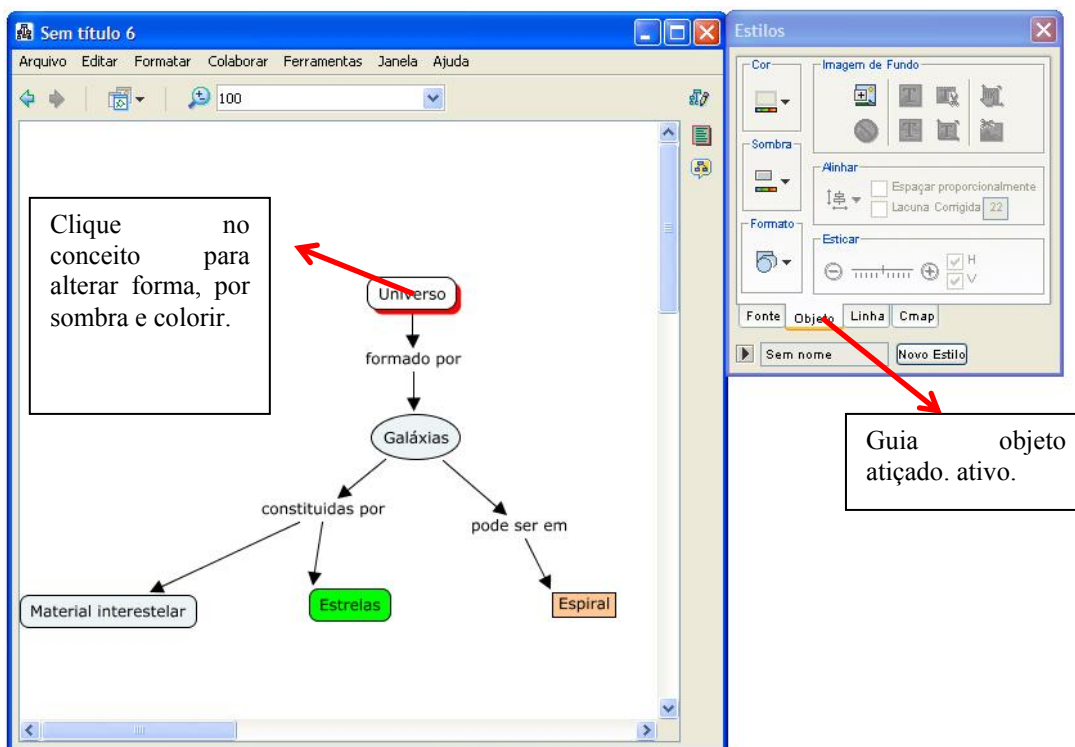 Sem título 6
Arquivo Editar Formatar Colaborar Ferramentas Janela Ajuda
100
Clique no
conceito para
alterar forma, por
sombra e colorir.
Universo
formado por
Galáxias
constituidas por
pode ser em
Material interestelar
Estrelas
Espiral
Estilos
Cor
Imagem de Fundo
Sombra
Alinhar
Espaçar proporcionalmente
Lacuna Corrigida 22
Formato
Esticar
H
V
Fonte Objeto Linha Cmap
Sem nome Novo Estilo
Guia objeto
atiçado. ativo.